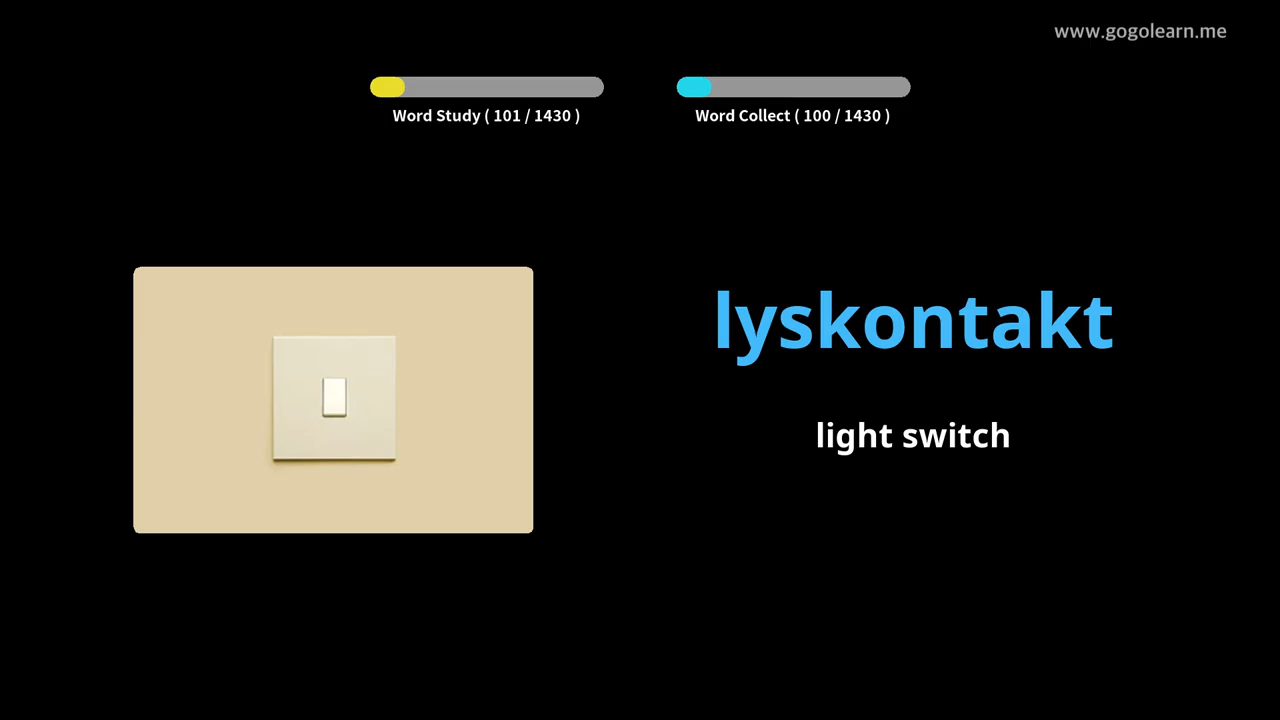 www.gogolearn.me
Word Study ( 101 / 1430 )
Word Collect ( 100 / 1430 )
lyskontakt
light switch